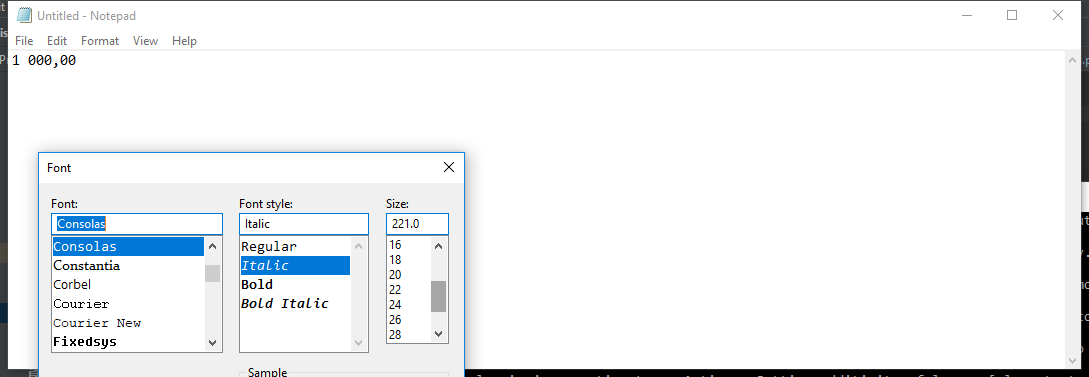 Untitled - Notepad
File Edit Format View Help
1 000,00
Font
Font: Font style: Size:
Consolas Italic 221.0
Consolas Regular 16
Constantia Italic 18
Corbel Bold 20
Courier Bold Italic 22
Courier New 24
Fixedsys 26
28
Sample